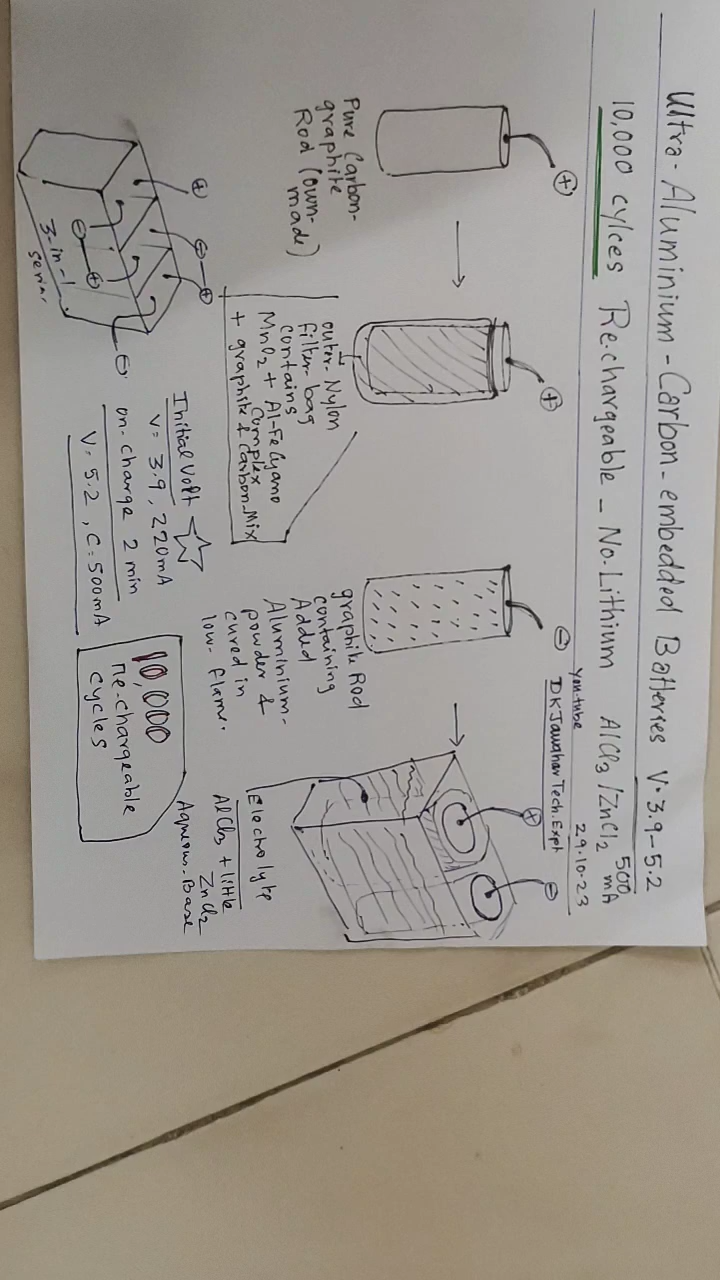 Ultra-Aluminium-Carbon-embedded Batteries V.3.9-5.2
10,000 cylces Re.chargeable - No.Lithium AlCl3/ZnCl2 500 mA
You.tube 29.10.23
DKJaughar Tech.Expt
+
Pure Carbon-
graphite
Rod (own-
made)
+
outer-Nylon
Filter-bag
contains
MnO2 + Al-Fe Cyano
Complex
+ graphite & Carbon-Mix
−
graphite Rod
containing
Added
Aluminium-
powder &
cured in
low-flame.
+ −
Electrolyte
AlCl3 + little
ZnCl2
Aqueous-Base
+ − +
− +
3-in-1
series
−
Initial Volt
V = 3.9, 220mA
on-charge 2 min
V. 5.2, C = 500mA
10,000
re.chargeable
cycles